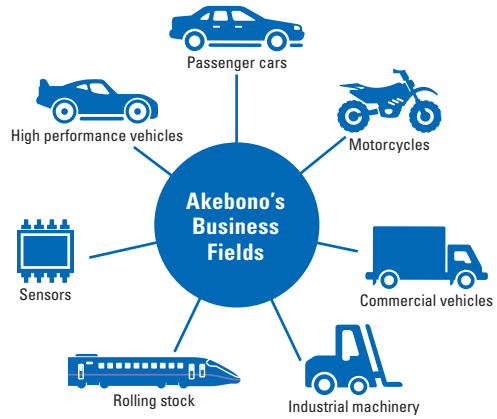 Passenger cars
High performance vehicles
Motorcycles
Akebono's
Business
Fields
Sensors
Commercial vehicles
Rolling stock
Industrial machinery